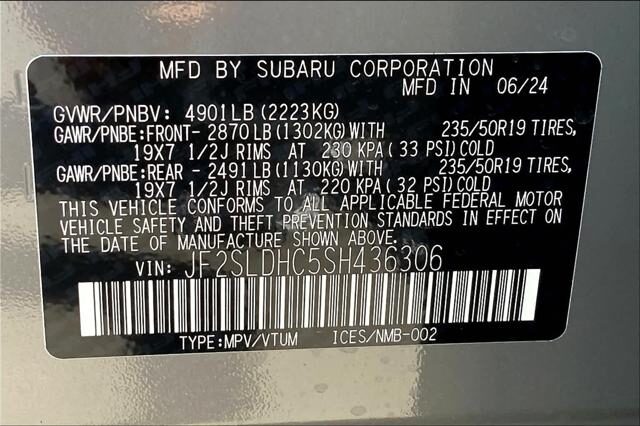 MFD BY SUBARU CORPORATION
MFD IN 06/24
GVWR/PNBV: 4901LB (2223KG)
GAWR/PNBE:FRONT- 2870 LB (1302KG) WITH 235/50R19 TIRES,
19X7 1/2J RIMS AT 230 KPA (33 PSI) COLD
GAWR/PNBE:REAR - 2491 LB (1130KG) WITH 235/50R19 TIRES,
19X7 1/2J RIMS AT 220 KPA (32 PSI) COLD
THIS VEHICLE CONFORMS TO ALL APPLICABLE FEDERAL MOTOR
VEHICLE SAFETY AND THEFT PREVENTION STANDARDS IN EFFECT ON
THE DATE OF MANUFACTURE SHOWN ABOVE.
VIN: JF2SLDHC5SH436306
TYPE:MPV/VTUM ICES/NMB-002